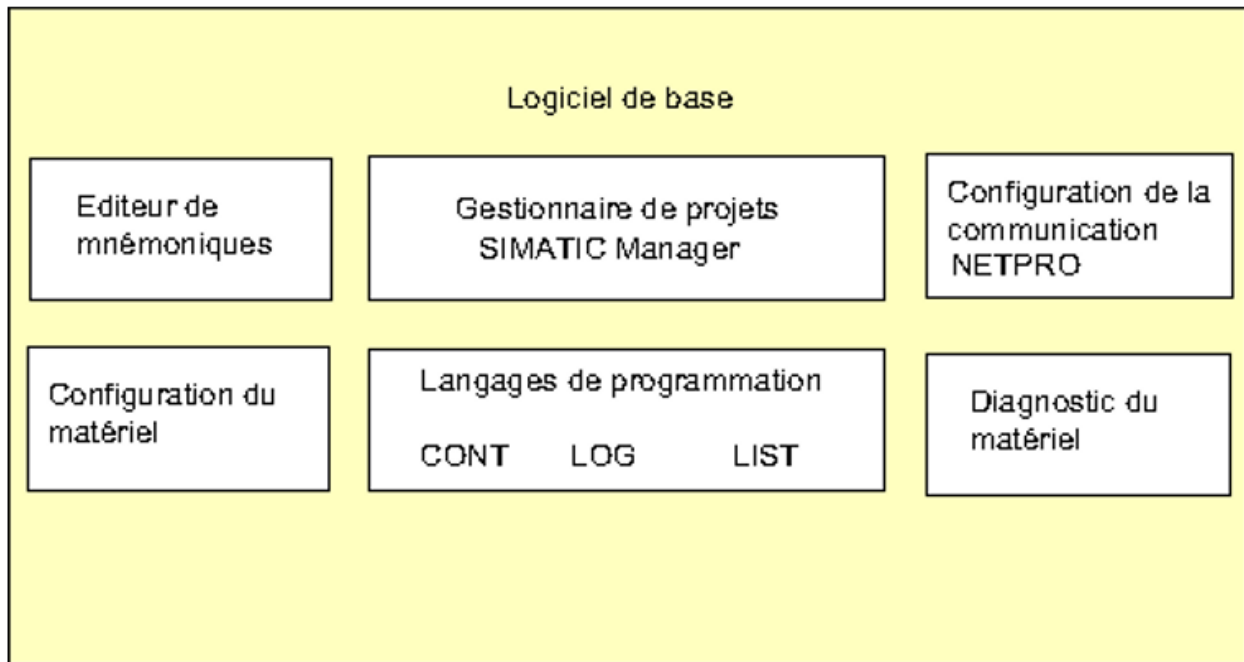 Logiciel de base
Editeur de
mnémoniques
Gestionnaire de projets
SIMATIC Manager
Configuration de la
communication
NETPRO
Configuration du
matériel
Langages de programmation
CONT LOG LIST
Diagnostic du
matériel